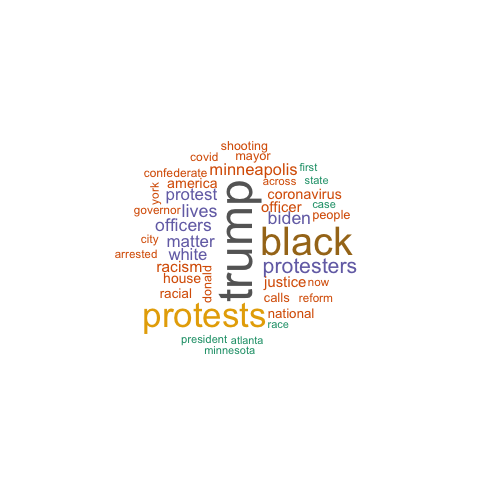 shooting
covid
mayor
confederate
minneapolis
first
york
america
across
state
protest
trump
coronavirus
governor
lives
officer
case
officers
biden
people
city
matter
black
arrested
white
racism
protesters
house
donald
justice
now
racial
calls
reform
protests
national
race
president
atlanta
minnesota